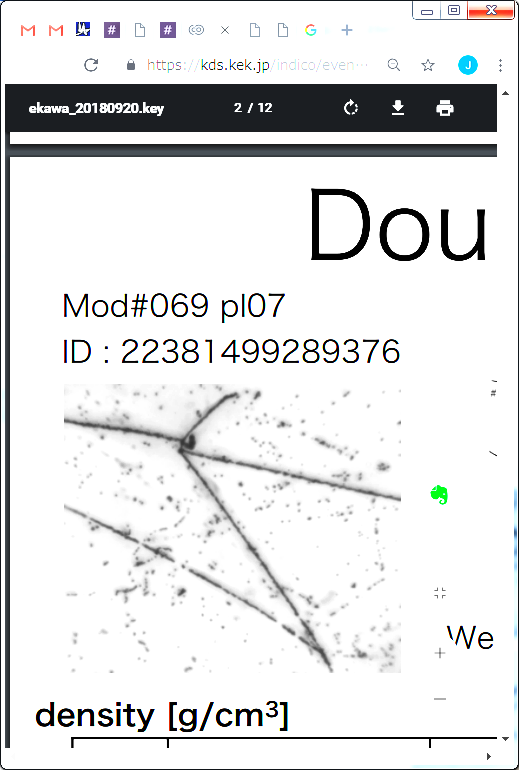 https://kds.kek.jp/indico/even...
ekawa_20180920.key
2 / 12
Dou
Mod#069 pl07
ID : 22381499289376
We
density [g/cm³]